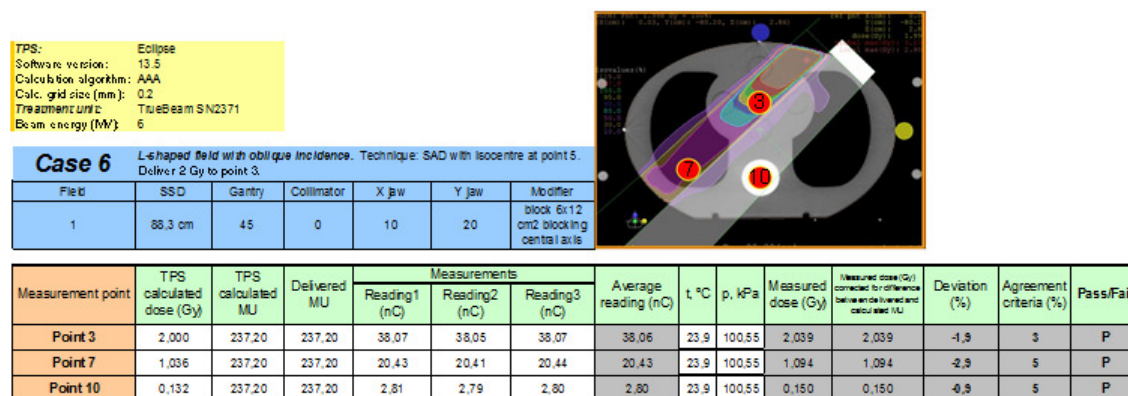 TPS: Eclipse
Software version: 13.5
Calculation algorithm: AAA
Calc. grid size (mm): 0.2
Treatment unit: TrueBeam SN2371
Beam energy (MV): 6
Case 6 L-shaped field with oblique incidence. Technique: SAD with isocentre at point 5.
Deliver 2 Gy to point 3.
Field SSD Gantry Collimator X jaw Y jaw Modifier
1 88,3 cm 45 0 10 20 block 6x12 cm2 blocking central axis
3
7
10
Measurement point TPS calculated dose (Gy) TPS calculated MU Delivered MU Measurements Reading1 (nC) Reading2 (nC) Reading3 (nC) Average reading (nC) t, °C p, kPa Measured dose (Gy) Measured dose (Gy) corrected for difference between delivered and calculated MU Deviation (%) Agreement criteria (%) Pass/Fai
Point 3 2,000 237,20 237,20 38,07 38,05 38,07 38,06 23,9 100,55 2,039 2,039 -1,9 3 P
Point 7 1,036 237,20 237,20 20,43 20,41 20,44 20,43 23,9 100,55 1,094 1,094 -2,9 5 P
Point 10 0,132 237,20 237,20 2,81 2,79 2,80 2,80 23,9 100,55 0,150 0,150 -0,9 5 P